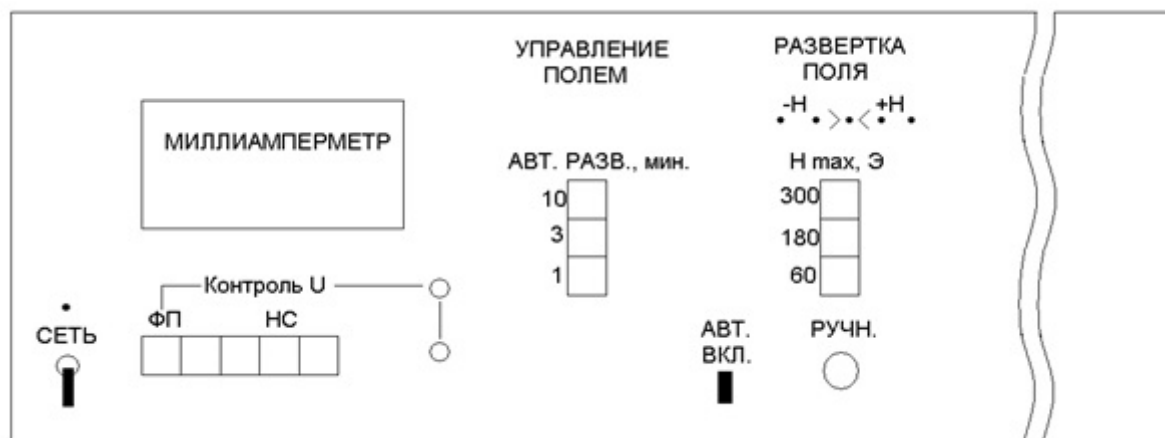 УПРАВЛЕНИЕ
ПОЛЕМ
РАЗВЕРТКА
ПОЛЯ
-Н +Н
МИЛЛИАМПЕРМЕТР
АВТ. РАЗВ., мин.
10
3
1
Н max, Э
300
180
60
Контроль U
ФП НС
СЕТЬ
АВТ.
ВКЛ.
РУЧН.